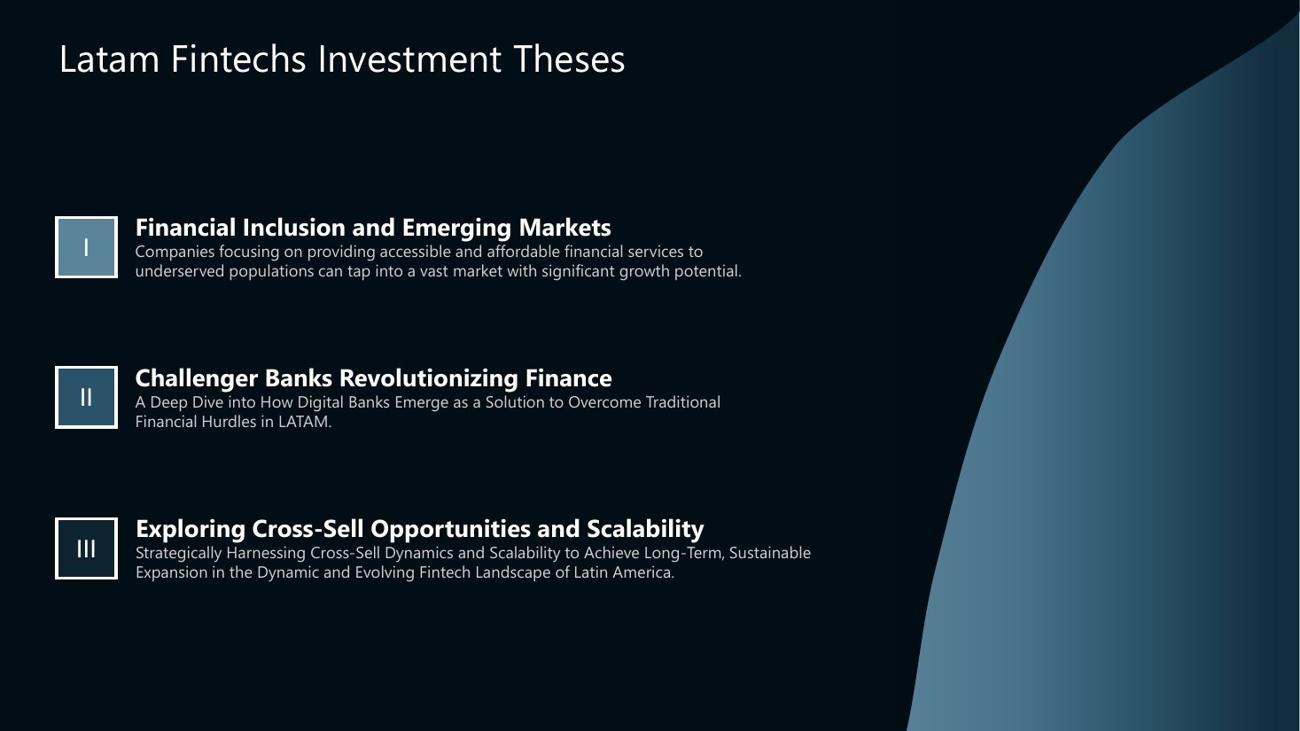 Latam Fintechs Investment Theses
I
Financial Inclusion and Emerging Markets
Companies focusing on providing accessible and affordable financial services to
underserved populations can tap into a vast market with significant growth potential.
II
Challenger Banks Revolutionizing Finance
A Deep Dive into How Digital Banks Emerge as a Solution to Overcome Traditional
Financial Hurdles in LATAM.
III
Exploring Cross-Sell Opportunities and Scalability
Strategically Harnessing Cross-Sell Dynamics and Scalability to Achieve Long-Term, Sustainable
Expansion in the Dynamic and Evolving Fintech Landscape of Latin America.